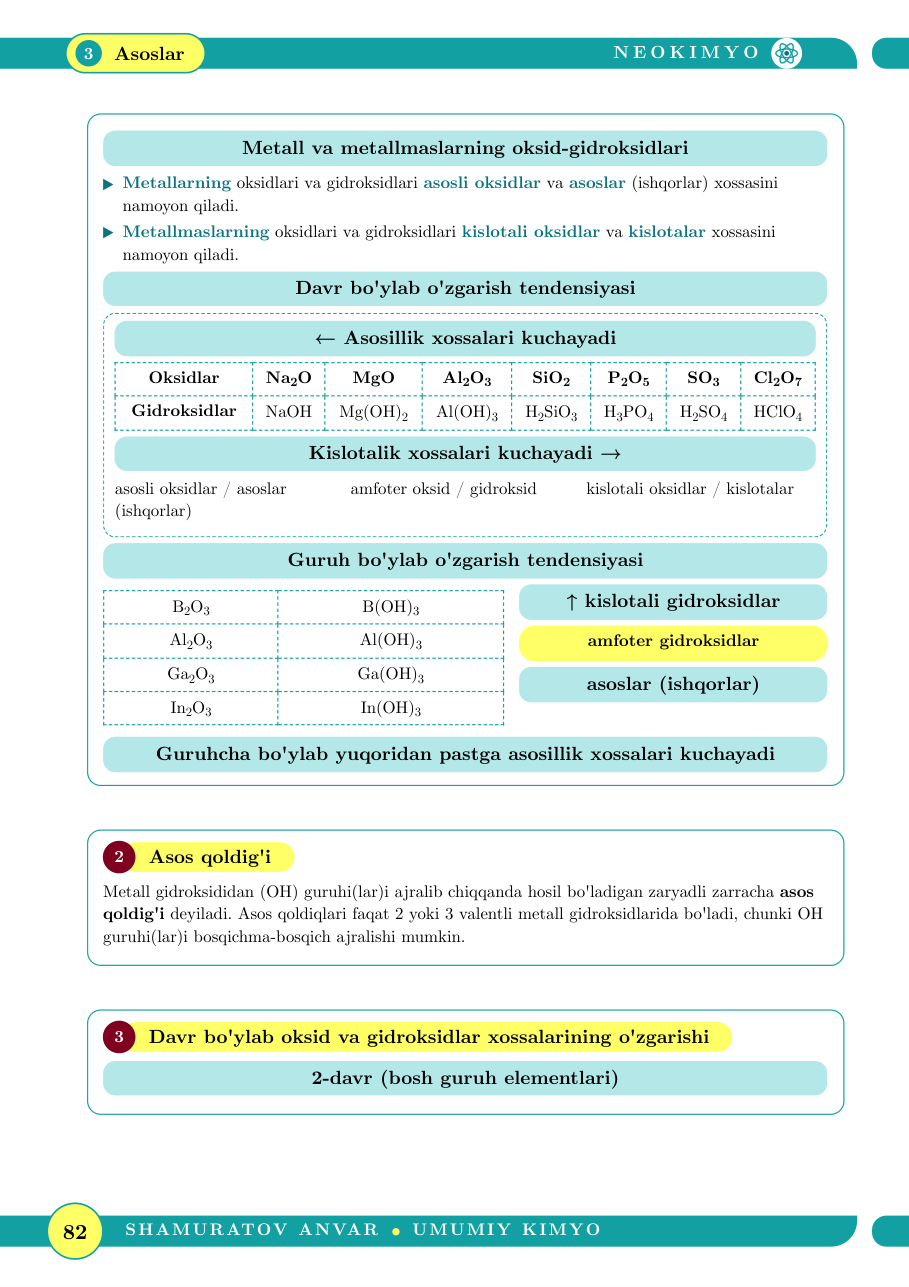 3 Asoslar
NEOKIMYO
Metall va metallmaslarning oksid-gidroksidlari
▶ Metallarning oksidlari va gidroksidlari asosli oksidlar va asoslar (ishqorlar) xossasini
namoyon qiladi.
▶ Metallmaslarning oksidlari va gidroksidlari kislotali oksidlar va kislotalar xossasini
namoyon qiladi.
Davr bo'ylab o'zgarish tendensiyasi
← Asosillik xossalari kuchayadi
Oksidlar Na₂O MgO Al₂O₃ SiO₂ P₂O₅ SO₃ Cl₂O₇
Gidroksidlar NaOH Mg(OH)₂ Al(OH)₃ H₂SiO₃ H₃PO₄ H₂SO₄ HClO₄
Kislotalik xossalari kuchayadi →
asosli oksidlar / asoslar amfoter oksid / gidroksid kislotali oksidlar / kislotalar
(ishqorlar)
Guruh bo'ylab o'zgarish tendensiyasi
B₂O₃ B(OH)₃
Al₂O₃ Al(OH)₃
Ga₂O₃ Ga(OH)₃
In₂O₃ In(OH)₃
↑ kislotali gidroksidlar
amfoter gidroksidlar
asoslar (ishqorlar)
Guruhcha bo'ylab yuqoridan pastga asosillik xossalari kuchayadi
2 Asos qoldig'i
Metall gidroksididan (OH) guruhi(lar)i ajralib chiqqanda hosil bo'ladigan zaryadli zarracha asos
qoldig'i deyiladi. Asos qoldiqlari faqat 2 yoki 3 valentli metall gidroksidlarida bo'ladi, chunki OH
guruhi(lar)i bosqichma-bosqich ajralishi mumkin.
3 Davr bo'ylab oksid va gidroksidlar xossalarining o'zgarishi
2-davr (bosh guruh elementlari)
82 SHAMURATOV ANVAR • UMUMIY KIMYO